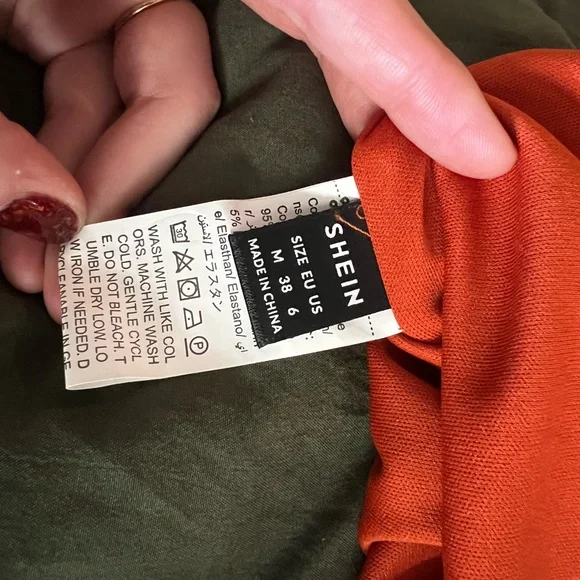 SHEIN
SIZE EU US
M 38 6
MADE IN CHINA
95%
5%
e/ Elasthan/ Elastano/
エラスタン
30
P
WASH WITH LIKE COL
ORS. MACHINE WASH
COLD. GENTLE CYCL
E. DO NOT BLEACH. T
UMBLE DRY LOW. LO
W IRON IF NEEDED. D